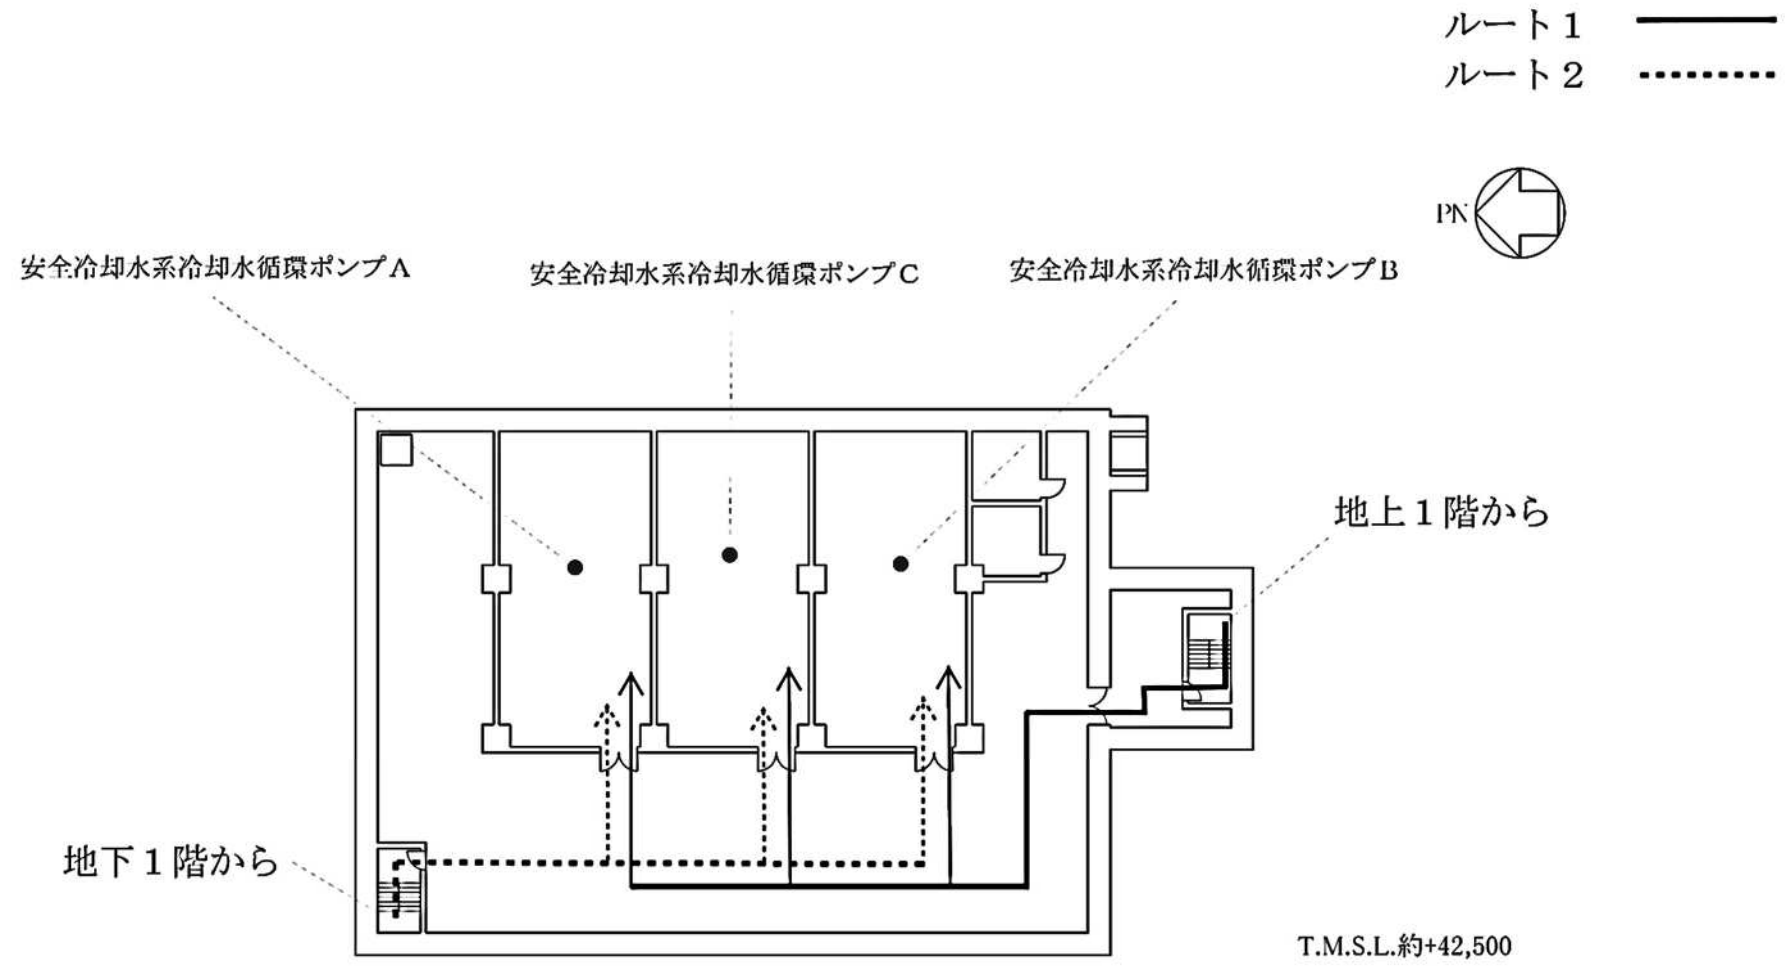 ルート1
ルート2
PN
安全冷却水系冷却水循環ポンプA
安全冷却水系冷却水循環ポンプC
安全冷却水系冷却水循環ポンプB
地上1階から
地下1階から
T.M.S.L.約+42,500